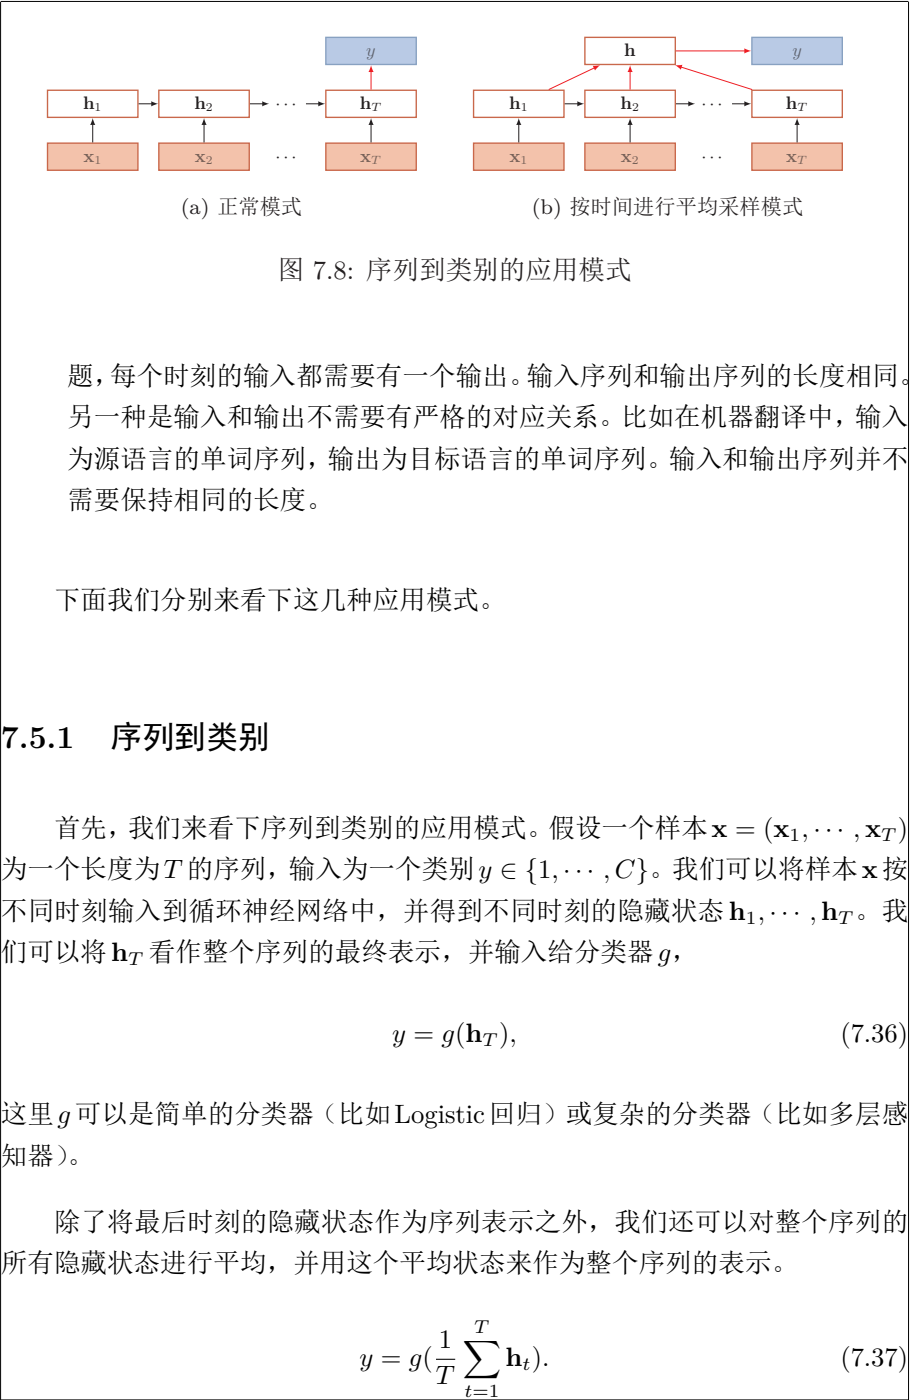 y h y
h₁ h₂ ··· h_T h₁ h₂ ··· h_T
x₁ x₂ ··· x_T x₁ x₂ ··· x_T
(a) 正常模式 (b) 按时间进行平均采样模式
图 7.8: 序列到类别的应用模式
题，每个时刻的输入都需要有一个输出。输入序列和输出序列的长度相同。
另一种是输入和输出不需要有严格的对应关系。比如在机器翻译中，输入
为源语言的单词序列，输出为目标语言的单词序列。输入和输出序列并不
需要保持相同的长度。
下面我们分别来看下这几种应用模式。
7.5.1 序列到类别
首先，我们来看下序列到类别的应用模式。假设一个样本 x = (x₁, ··· , x_T)
为一个长度为 T 的序列，输入为一个类别 y ∈ {1, ··· , C}。我们可以将样本 x 按
不同时刻输入到循环神经网络中，并得到不同时刻的隐藏状态 h₁, ··· , h_T。我
们可以将 h_T 看作整个序列的最终表示，并输入给分类器 g，
y = g(h_T), (7.36)
这里 g 可以是简单的分类器（比如 Logistic 回归）或复杂的分类器（比如多层感
知器）。
除了将最后时刻的隐藏状态作为序列表示之外，我们还可以对整个序列的
所有隐藏状态进行平均，并用这个平均状态来作为整个序列的表示。
y = g(1/T ∑_{t=1}^{T} h_t). (7.37)